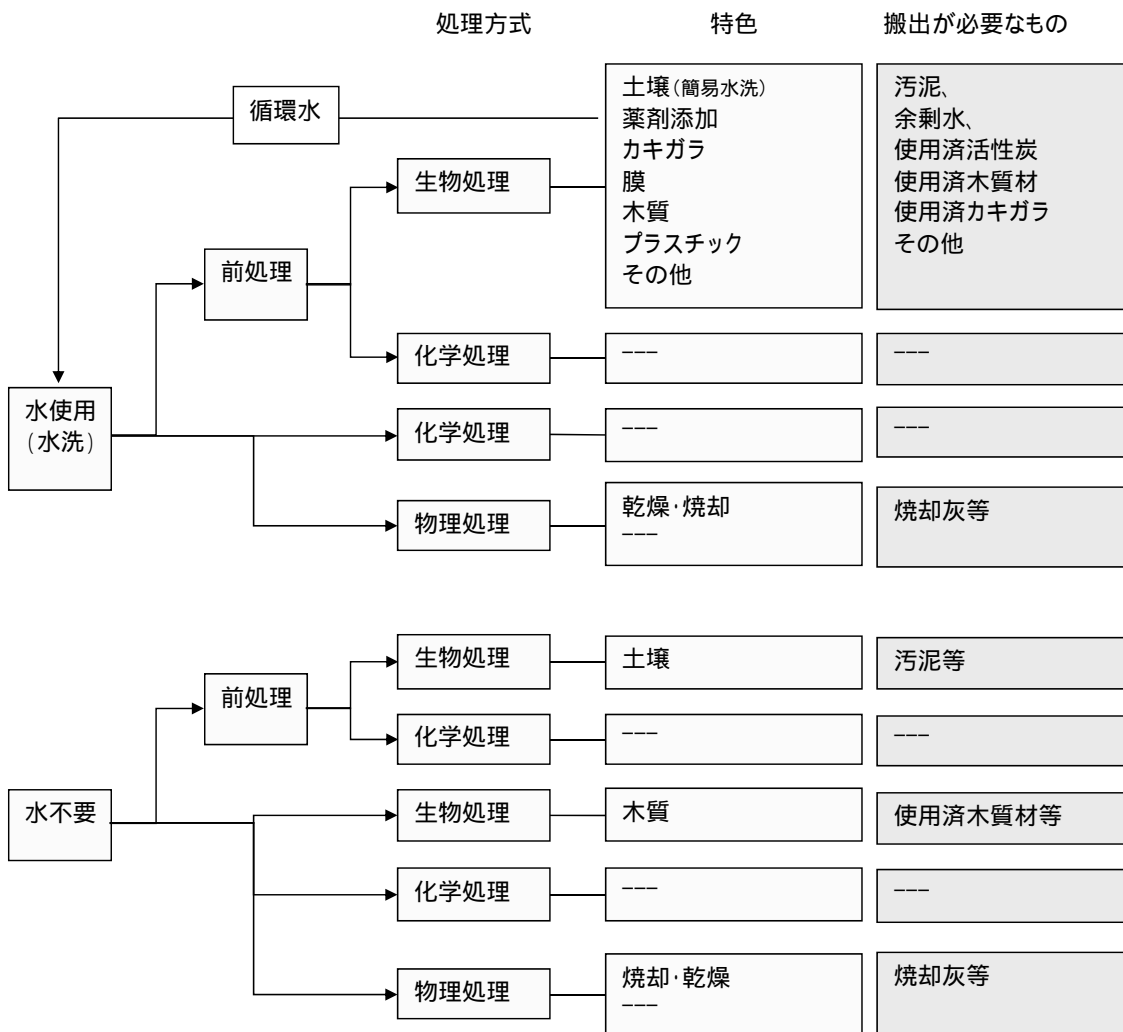 処理方式 特色 搬出が必要なもの
循環水
土壌(簡易水洗)
薬剤添加
カキガラ
膜
木質
プラスチック
その他
汚泥、
余剰水、
使用済活性炭
使用済木質材
使用済カキガラ
その他
生物処理
前処理
化学処理 --- ---
水使用
(水洗)
化学処理 --- ---
物理処理
乾燥・焼却
---
焼却灰等
生物処理 土壌 汚泥等
前処理
化学処理 --- ---
水不要
生物処理 木質 使用済木質材等
化学処理 --- ---
物理処理
焼却・乾燥
---
焼却灰等